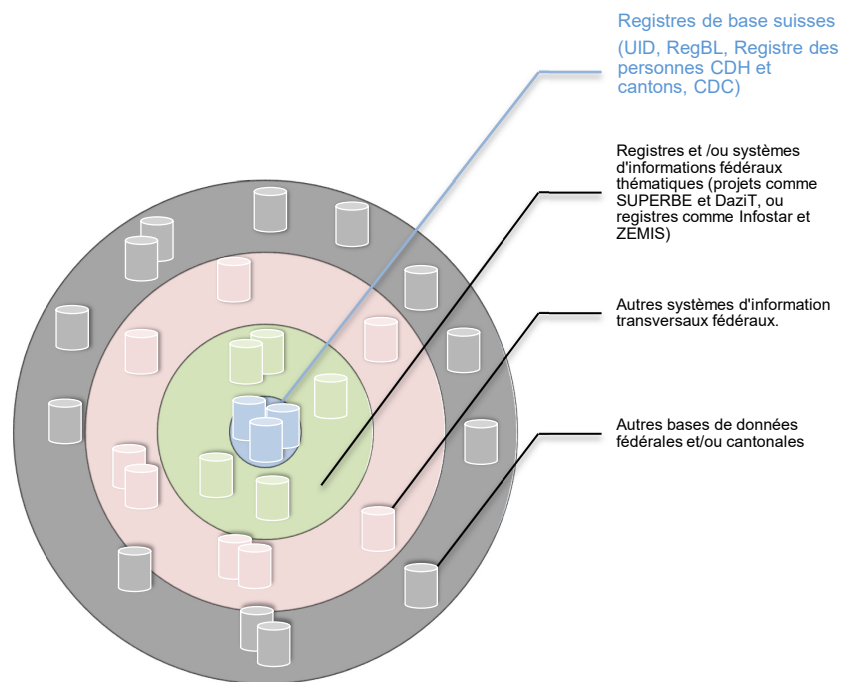 Registres de base suisses
(UID, RegBL, Registre des
personnes CDH et
cantons, CDC)
Registres et /ou systèmes
d'informations fédéraux
thématiques (projets comme
SUPERBE et DaziT, ou
registres comme Infostar et
ZEMIS)
Autres systèmes d'information
transversaux fédéraux.
Autres bases de données
fédérales et/ou cantonales